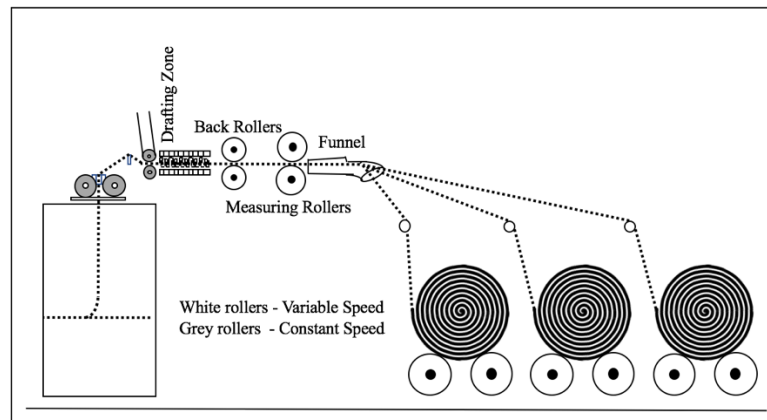 Drafting Zone
Back Rollers
Funnel
Measuring Rollers
White rollers - Variable Speed
Grey rollers - Constant Speed